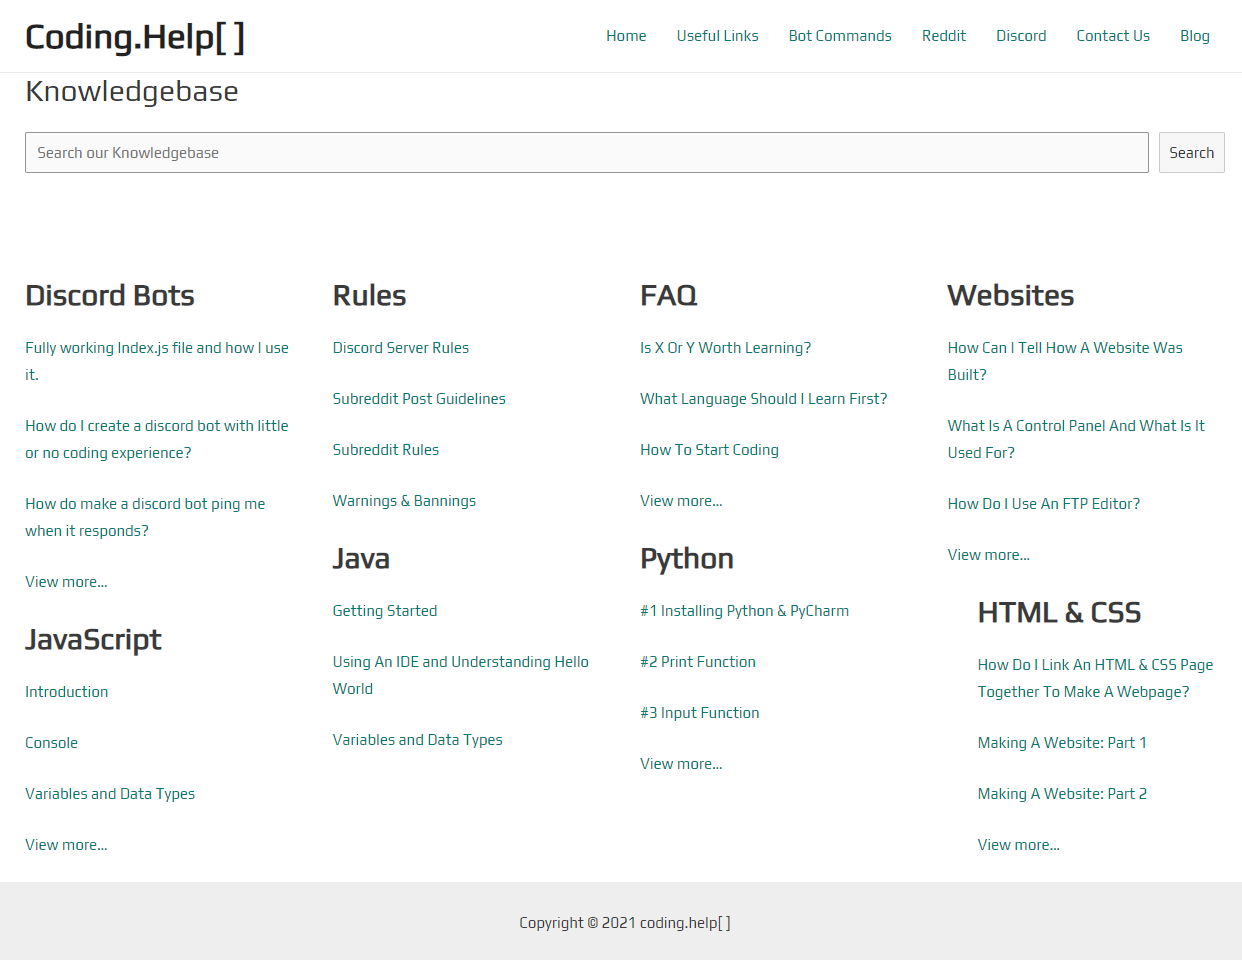 Coding.Help[ ]
Home
Useful Links
Bot Commands
Reddit
Discord
Contact Us
Blog
Knowledgebase
Search our Knowledgebase
Search
Discord Bots
Fully working Index.js file and how I use
it.
How do I create a discord bot with little
or no coding experience?
How do make a discord bot ping me
when it responds?
View more...
JavaScript
Introduction
Console
Variables and Data Types
View more...
Rules
Discord Server Rules
Subreddit Post Guidelines
Subreddit Rules
Warnings & Bannings
Java
Getting Started
Using An IDE and Understanding Hello
World
Variables and Data Types
FAQ
Is X Or Y Worth Learning?
What Language Should I Learn First?
How To Start Coding
View more...
Python
#1 Installing Python & PyCharm
#2 Print Function
#3 Input Function
View more...
Websites
How Can I Tell How A Website Was
Built?
What Is A Control Panel And What Is It
Used For?
How Do I Use An FTP Editor?
View more...
HTML & CSS
How Do I Link An HTML & CSS Page
Together To Make A Webpage?
Making A Website: Part 1
Making A Website: Part 2
View more...
Copyright © 2021 coding.help[ ]